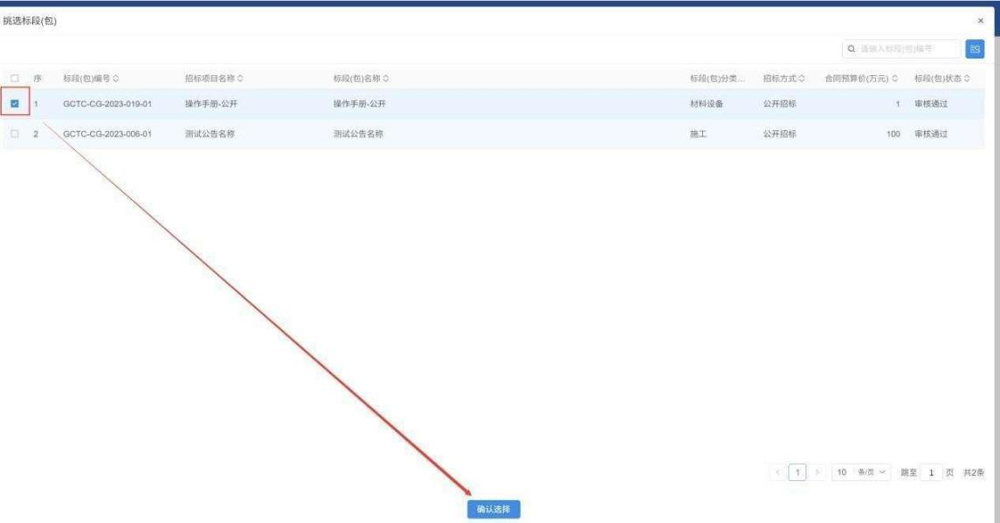 挑选标段(包)
请输入标段(包)编号
序 标段(包)编号 招标项目名称 标段(包)名称 标段(包)分类... 招标方式 合同预算价(万元) 标段(包)状态
1 GCTC-CG-2023-019-01 操作手册-公开 操作手册-公开 材料设备 公开招标 1 审核通过
2 GCTC-CG-2023-006-01 测试公告名称 测试公告名称 施工 公开招标 100 审核通过
1 10 条/页 跳至 1 页 共2条
确认选择